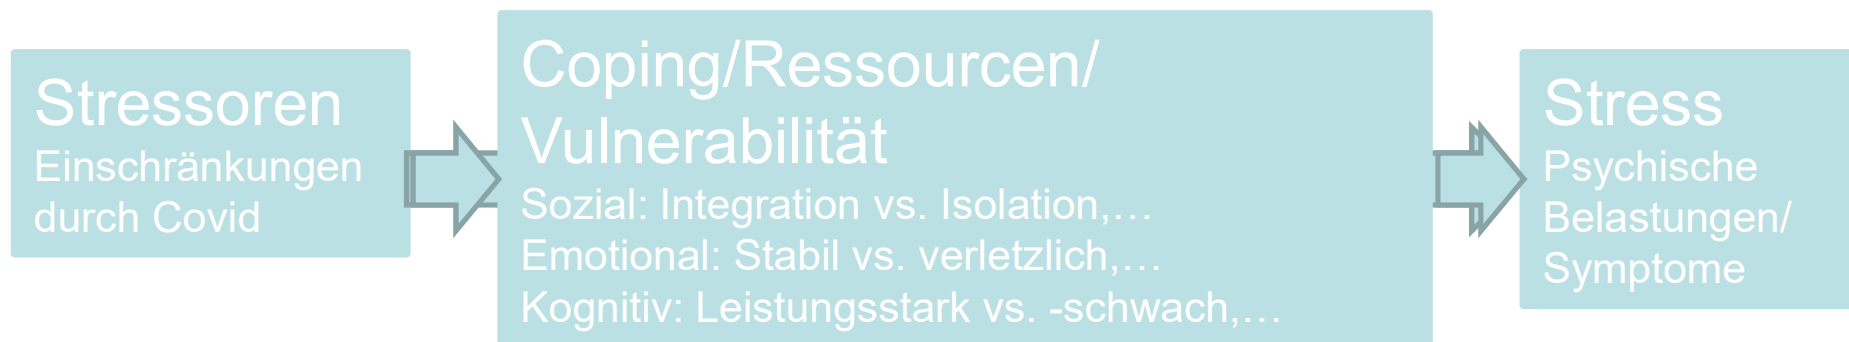 Stressoren
Einschränkungen
durch Covid
Coping/Ressourcen/
Vulnerabilität
Sozial: Integration vs. Isolation,…
Emotional: Stabil vs. verletzlich,…
Kognitiv: Leistungsstark vs. -schwach,…
Stress
Psychische
Belastungen/
Symptome